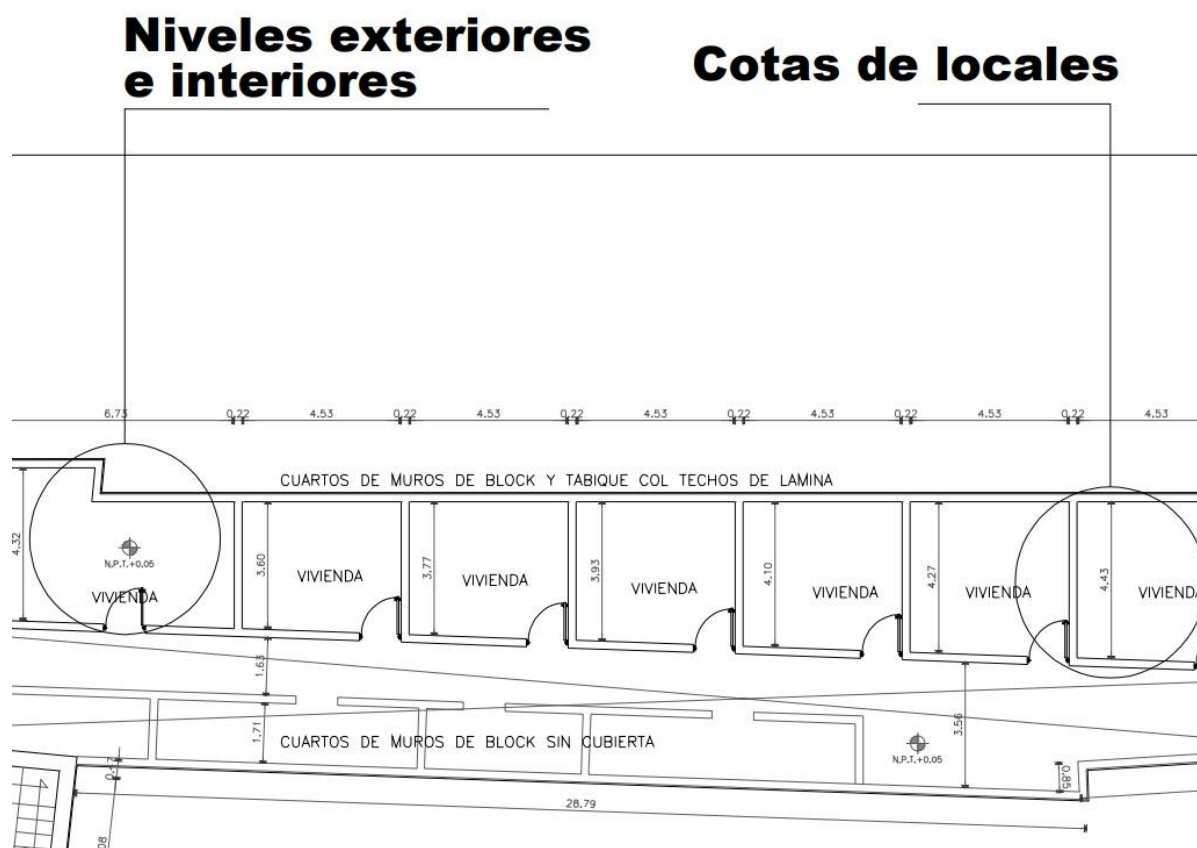 Niveles exteriores
e interiores
Cotas de locales
6.73 0.22 4.53 0.22 4.53 0.22 4.53 0.22 4.53 0.22 4.53 0.22 4.53
CUARTOS DE MUROS DE BLOCK Y TABIQUE COL TECHOS DE LAMINA
4.32
N.P.T.+0.05
VIVIENDA
3.60
VIVIENDA
3.77
VIVIENDA
3.93
VIVIENDA
4.10
VIVIENDA
4.27
VIVIENDA
4.43
VIVIENDA
1.63
1.71
CUARTOS DE MUROS DE BLOCK SIN CUBIERTA
3.56
N.P.T.+0.05
0.85
28.79